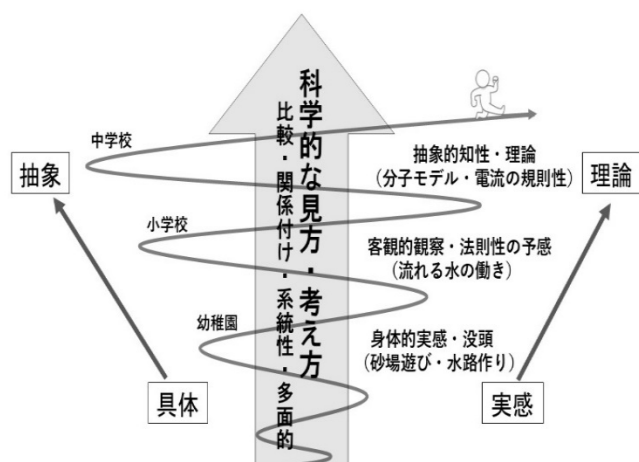 科学的な見方・考え方
比較・関係付け・系統性・多面的
中学校
抽象
抽象的知性・理論
（分子モデル・電流の規則性）
理論
小学校
客観的観察・法則性の予感
（流れる水の働き）
幼稚園
身体的実感・没頭
（砂場遊び・水路作り）
具体
実感